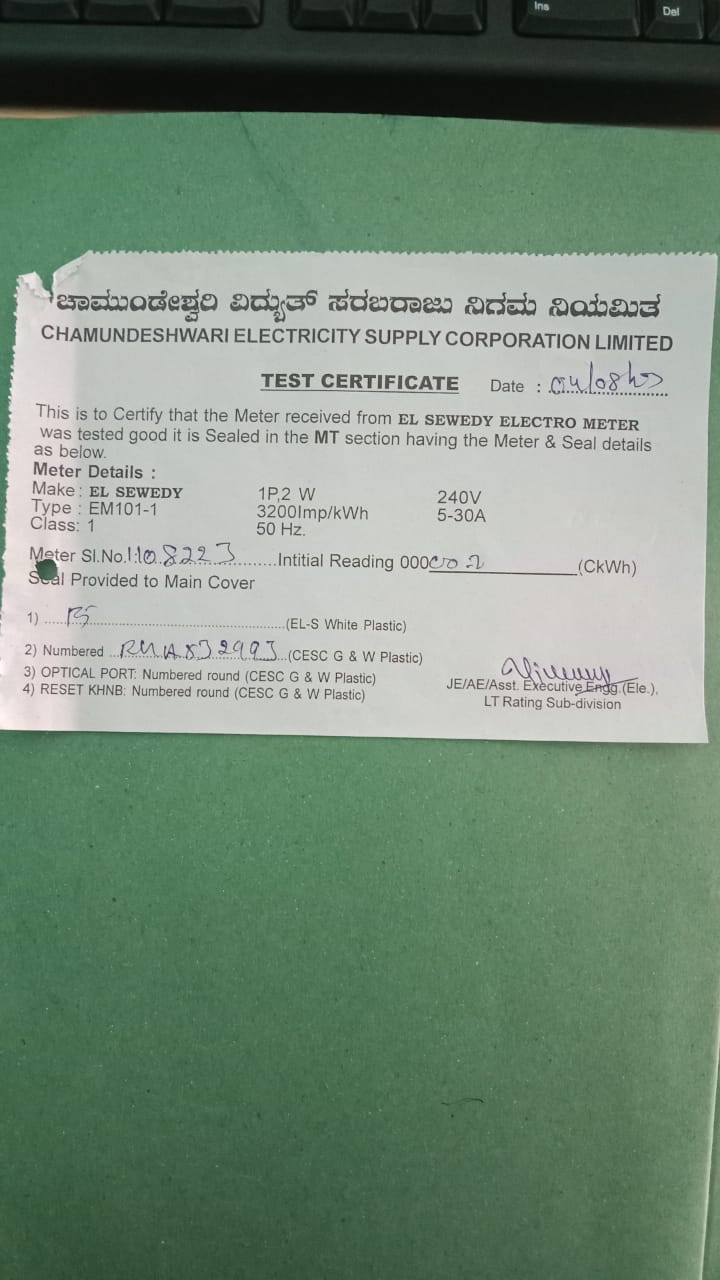 Ins
Del
ಚಾಮುಂಡೇಶ್ವರಿ ವಿದ್ಯುತ್ ಸರಬರಾಜು ನಿಗಮ ನಿಯಮಿತ
CHAMUNDESHWARI ELECTRICITY SUPPLY CORPORATION LIMITED
TEST CERTIFICATE Date :
This is to Certify that the Meter received from EL SEWEDY ELECTRO METER
was tested good it is Sealed in the MT section having the Meter & Seal details
as below.
Meter Details :
Make: EL SEWEDY 1P,2 W 240V
Type : EM101-1 3200Imp/kWh 5-30A
Class: 1 50 Hz.
Meter Sl.No. 1108223 Intitial Reading 000 (CkWh)
Seal Provided to Main Cover
1) (EL-S White Plastic)
2) Numbered (CESC G & W Plastic)
3) OPTICAL PORT: Numbered round (CESC G & W Plastic)
4) RESET KHNB: Numbered round (CESC G & W Plastic)
JE/AE/Asst. Executive Engg.(Ele.),
LT Rating Sub-division